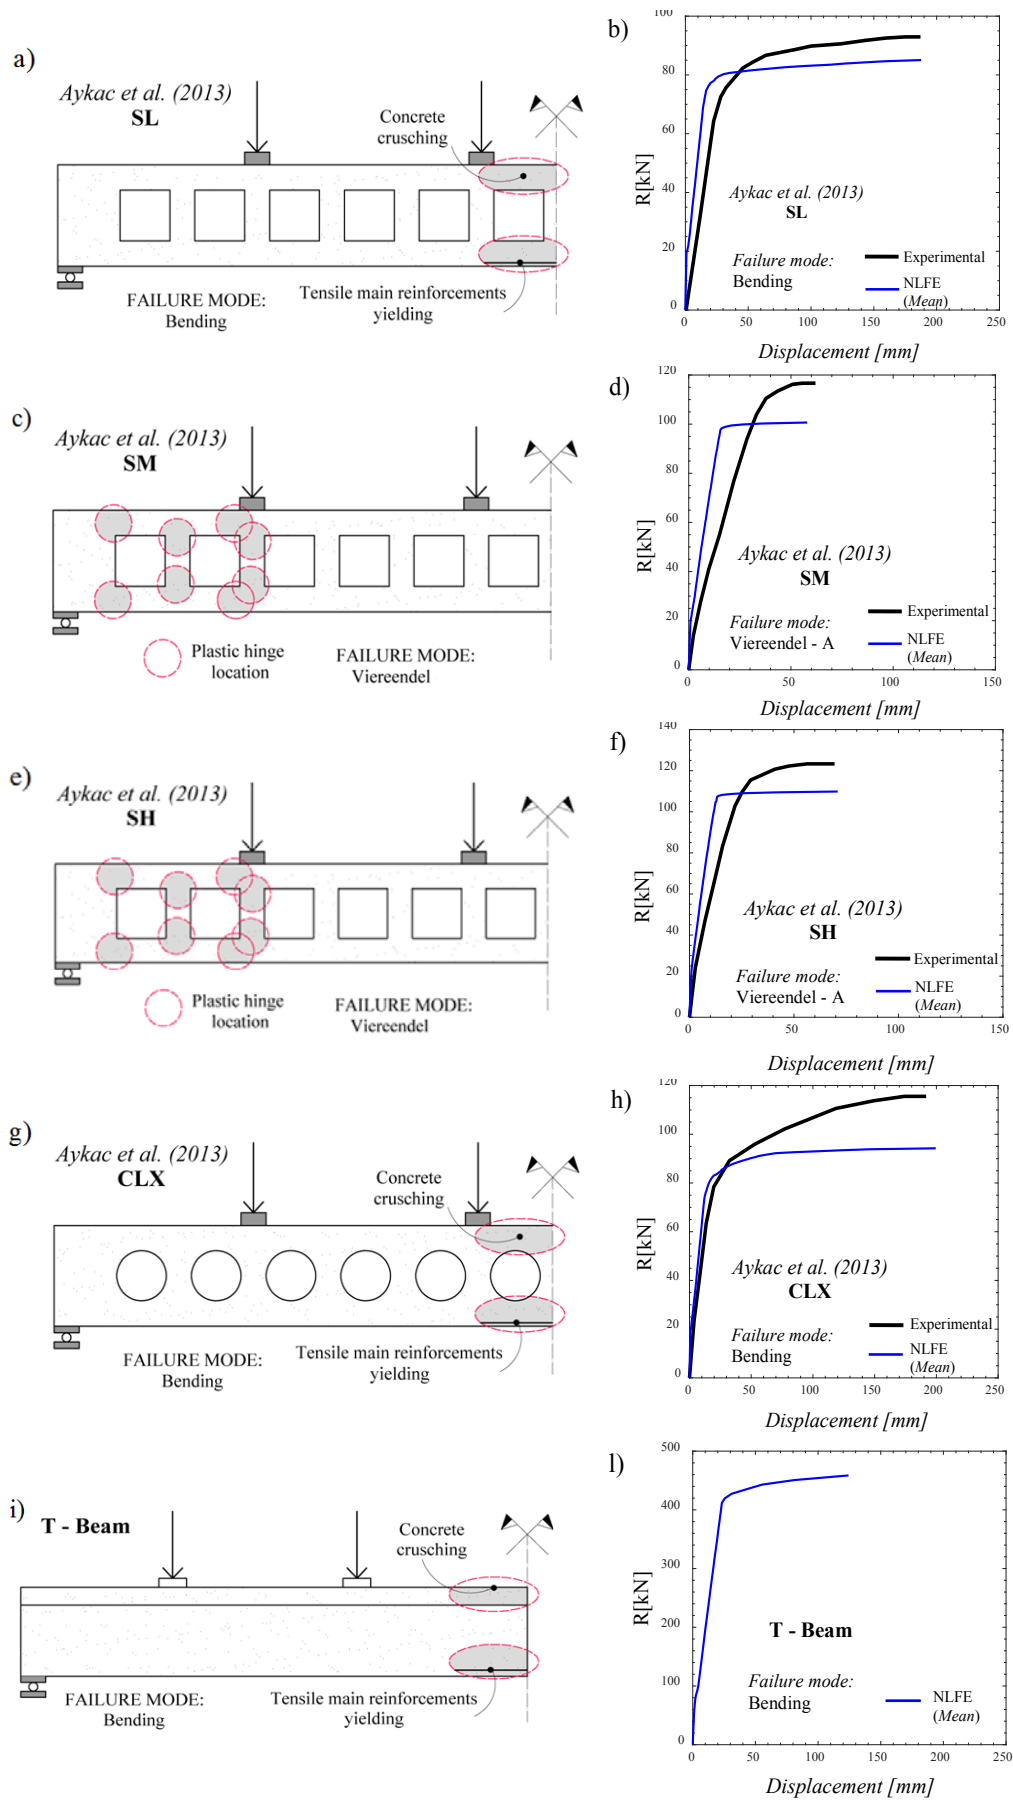 a)
Aykac et al. (2013)
SL
Concrete
crusching
FAILURE MODE:
Bending
Tensile main reinforcements
yielding
b)
100
80
60
40
20
0
R[kN]
Aykac et al. (2013)
SL
Failure mode:
Bending
Experimental
NLFE
(Mean)
0 50 100 150 200 250
Displacement [mm]
c)
Aykac et al. (2013)
SM
Plastic hinge
location
FAILURE MODE:
Viereendel
d)
120
100
80
60
40
20
0
R[kN]
Aykac et al. (2013)
SM
Failure mode:
Viereendel - A
Experimental
NLFE
(Mean)
0 50 100 150
Displacement [mm]
e)
Aykac et al. (2013)
SH
Plastic hinge
location
FAILURE MODE:
Viereendel
f)
140
120
100
80
60
40
20
0
R[kN]
Aykac et al. (2013)
SH
Failure mode:
Viereendel - A
Experimental
NLFE
(Mean)
0 50 100 150
Displacement [mm]
g)
Aykac et al. (2013)
CLX
Concrete
crusching
FAILURE MODE:
Bending
Tensile main reinforcements
yielding
h)
120
100
80
60
40
20
0
R[kN]
Aykac et al. (2013)
CLX
Failure mode:
Bending
Experimental
NLFE
(Mean)
0 50 100 150 200 250
Displacement [mm]
i)
T - Beam
Concrete
crusching
FAILURE MODE:
Bending
Tensile main reinforcements
yielding
l)
500
400
300
200
100
0
R[kN]
T - Beam
Failure mode:
Bending
NLFE
(Mean)
0 50 100 150 200 250
Displacement [mm]